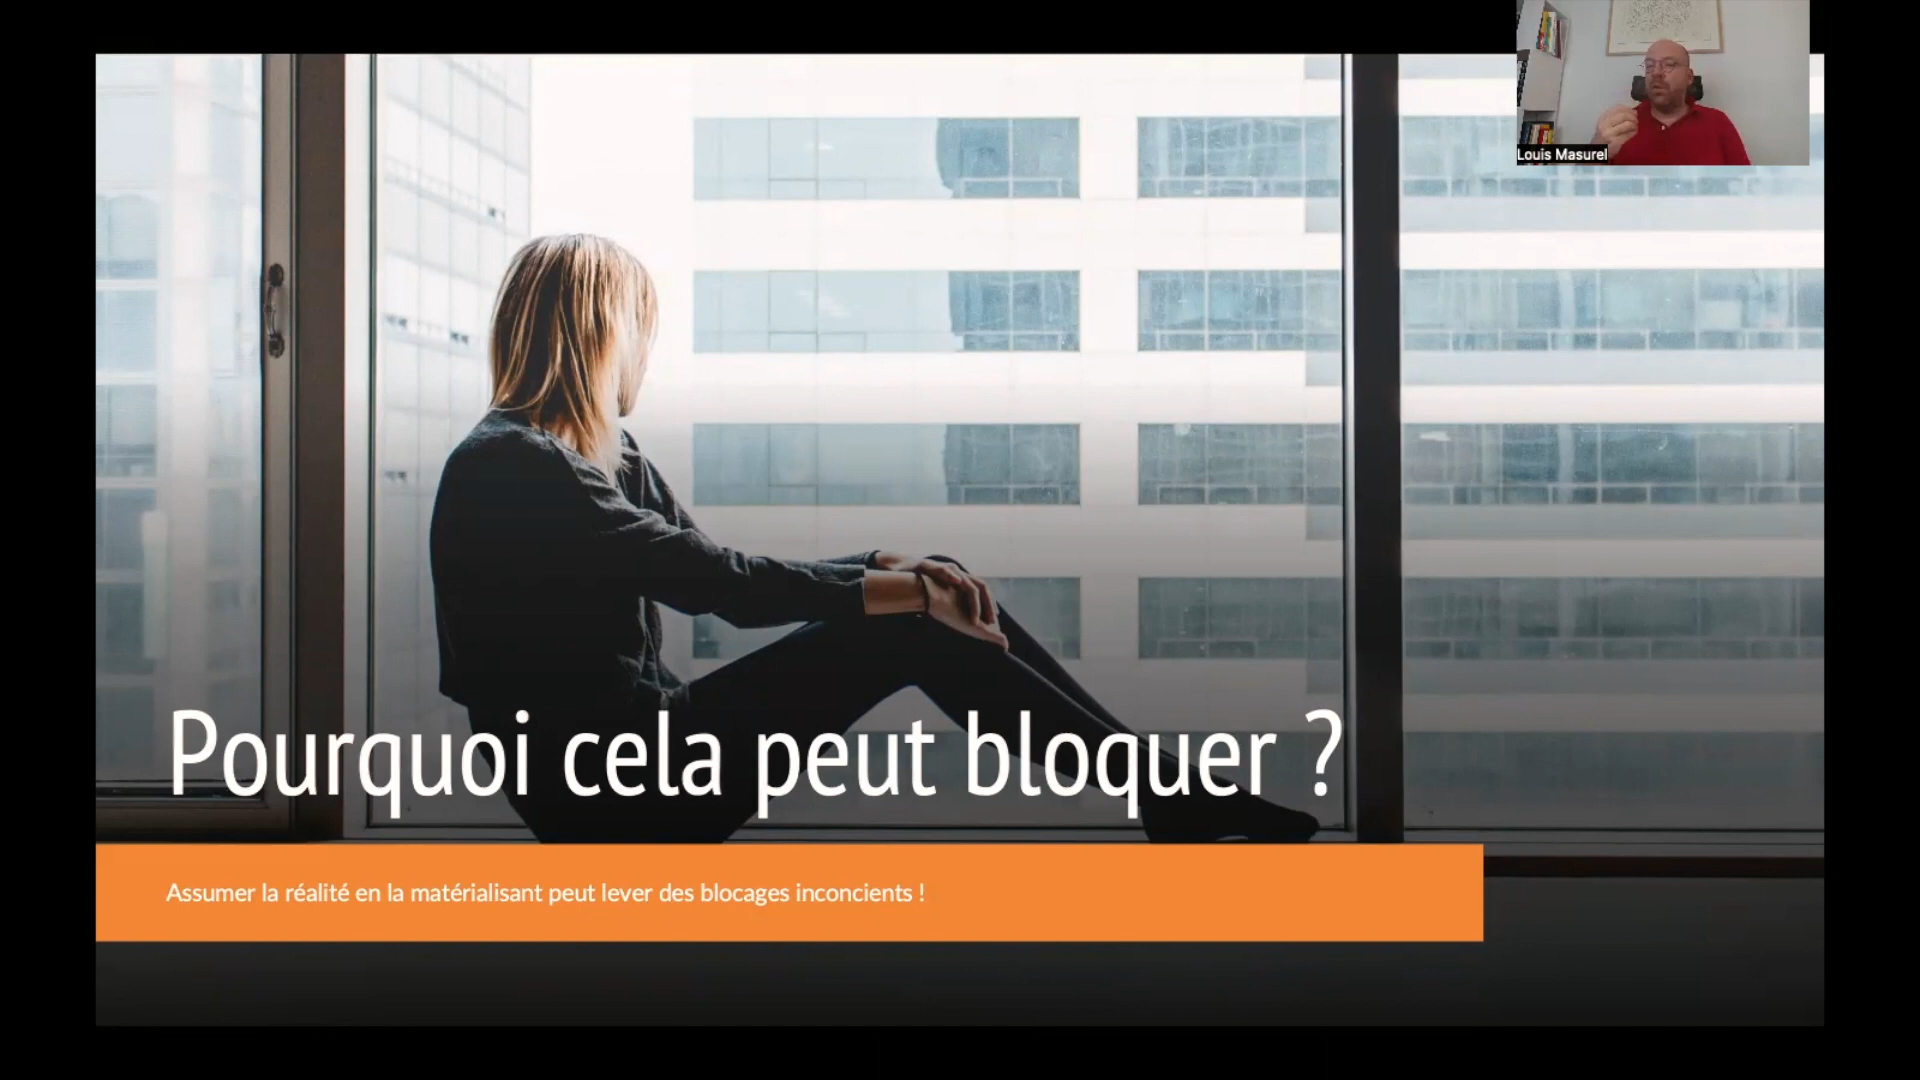 Louis Masurel
Pourquoi cela peut bloquer ?
Assumer la réalité en la matérialisant peut lever des blocages inconcients !